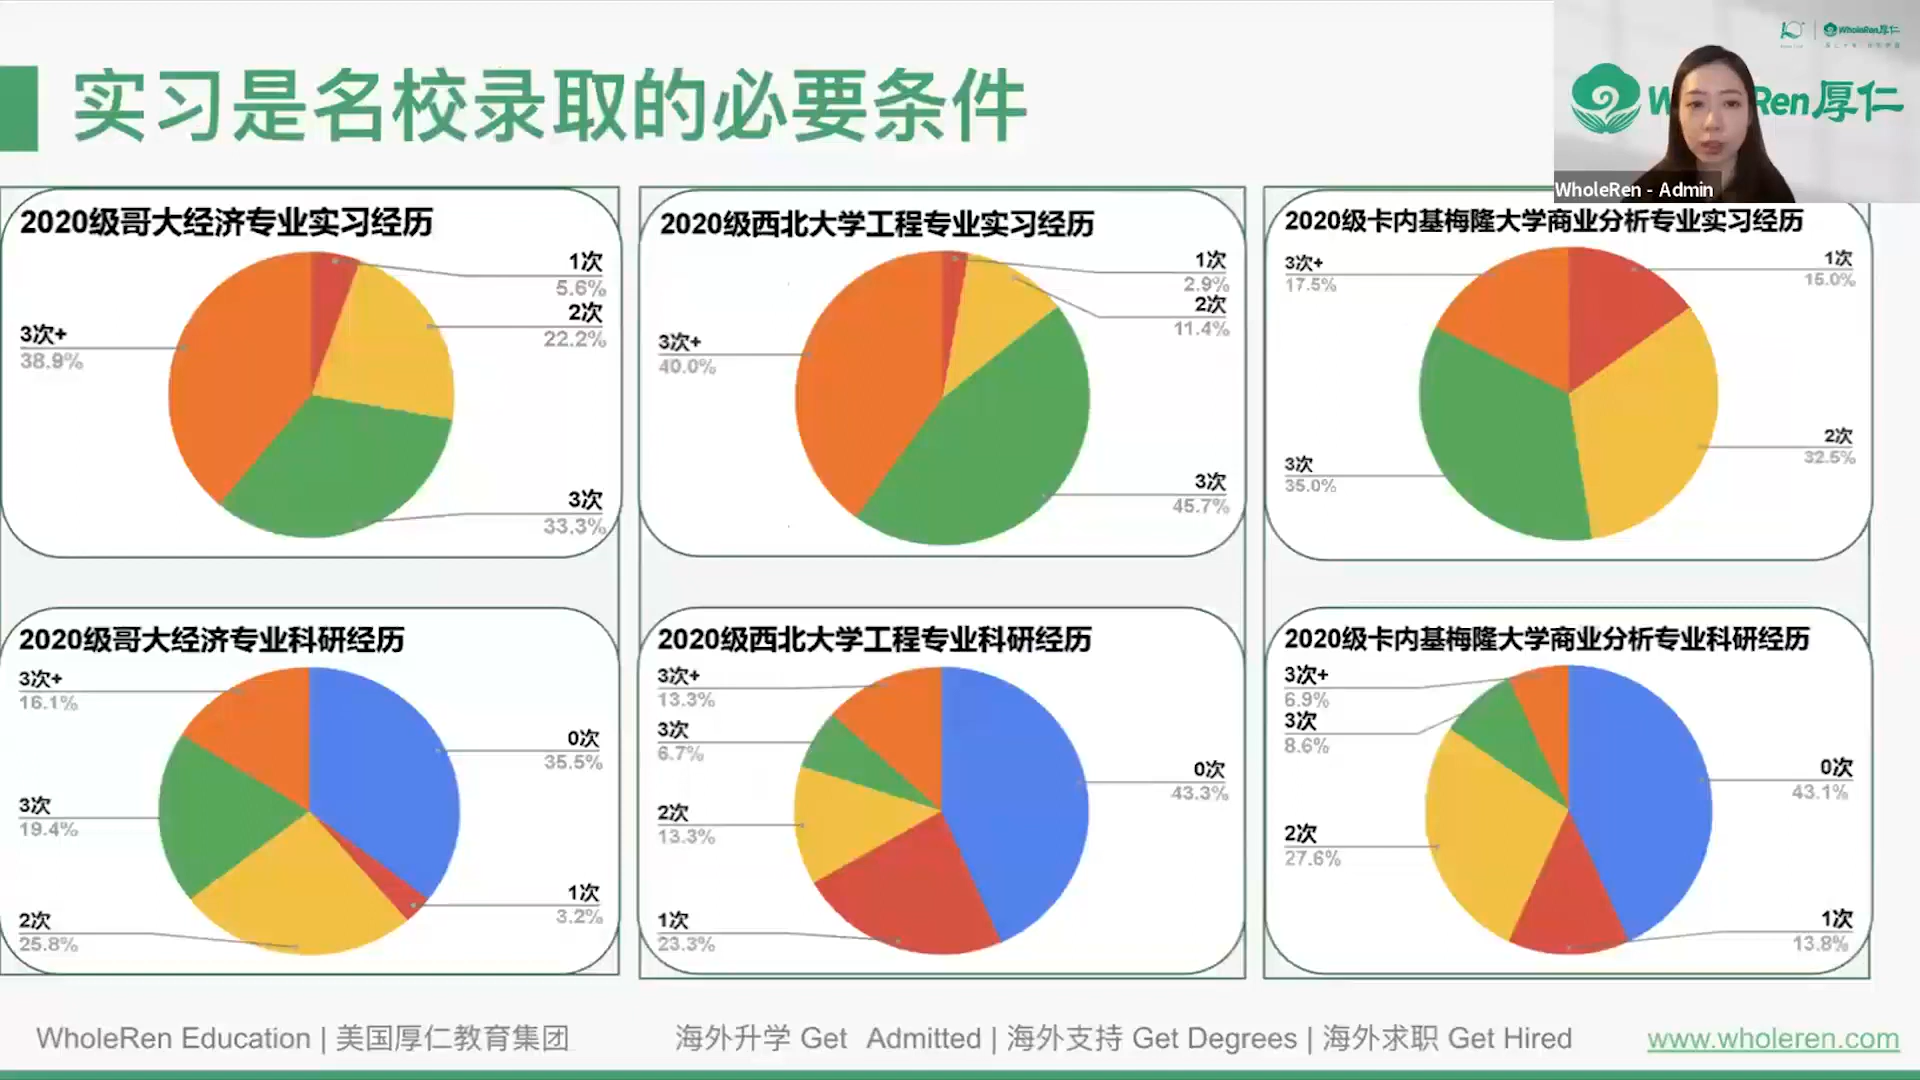 实习是名校录取的必要条件
WholeRen厚仁
WholeRen - Admin
2020级哥大经济专业实习经历
1次
5.6%
2次
22.2%
3次+
38.9%
3次
33.3%
2020级西北大学工程专业实习经历
1次
2.9%
2次
11.4%
3次+
40.0%
3次
45.7%
2020级卡内基梅隆大学商业分析专业实习经历
3次+
17.5%
1次
15.0%
2次
32.5%
3次
35.0%
2020级哥大经济专业科研经历
3次+
16.1%
0次
35.5%
3次
19.4%
1次
3.2%
2次
25.8%
2020级西北大学工程专业科研经历
3次+
13.3%
3次
6.7%
0次
43.3%
2次
13.3%
1次
23.3%
2020级卡内基梅隆大学商业分析专业科研经历
3次+
6.9%
3次
8.6%
0次
43.1%
2次
27.6%
1次
13.8%
WholeRen Education | 美国厚仁教育集团
海外升学 Get Admitted | 海外支持 Get Degrees | 海外求职 Get Hired
www.wholeren.com